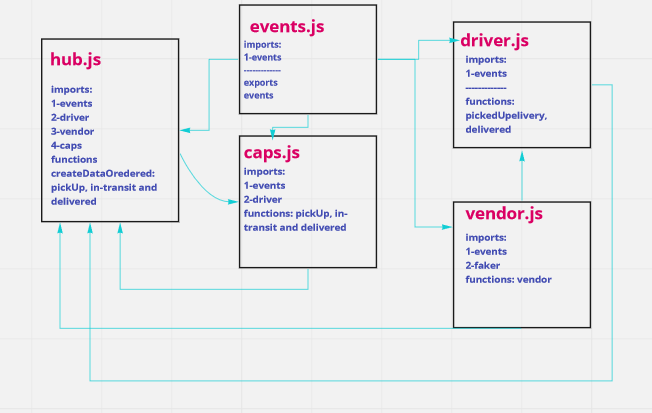 hub.js
imports:
1-events
2-driver
3-vendor
4-caps
functions
createDataOredered:
pickUp, in-transit and
delivered
events.js
imports:
1-events
-------------
exports
events
caps.js
imports:
1-events
2-driver
functions: pickUp, in-
transit and delivered
driver.js
imports:
1-events
-------------
functions:
pickedUpelivery,
delivered
vendor.js
imports:
1-events
2-faker
functions: vendor